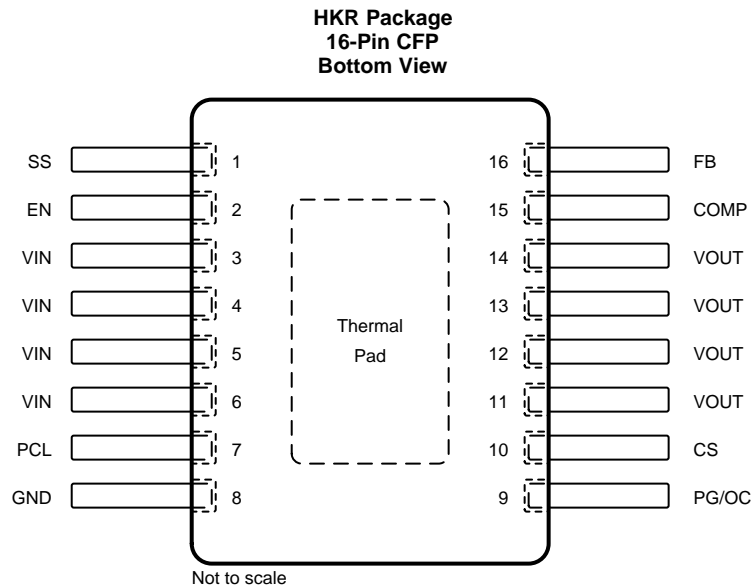 HKR Package
16-Pin CFP
Bottom View
SS 1 16 FB
EN 2 15 COMP
VIN 3 14 VOUT
VIN 4 13 VOUT
Thermal
VIN 5 12 VOUT
Pad
VIN 6 11 VOUT
PCL 7 10 CS
GND 8 9 PG/OC
Not to scale